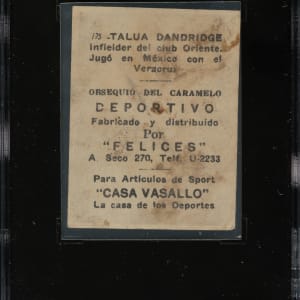 175 -TALUA DANDRIDGE
Infielder del club Oriente.
Jugó en México con el
Veracruz
OBSEQUIO DEL CARAMELO
DEPORTIVO
Fabricado y distribuido
Por
"FELICES"
A. Seco 270, Telf. U-2233
Para Artículos de Sport
"CASA VASALLO"
La casa de los Deportes